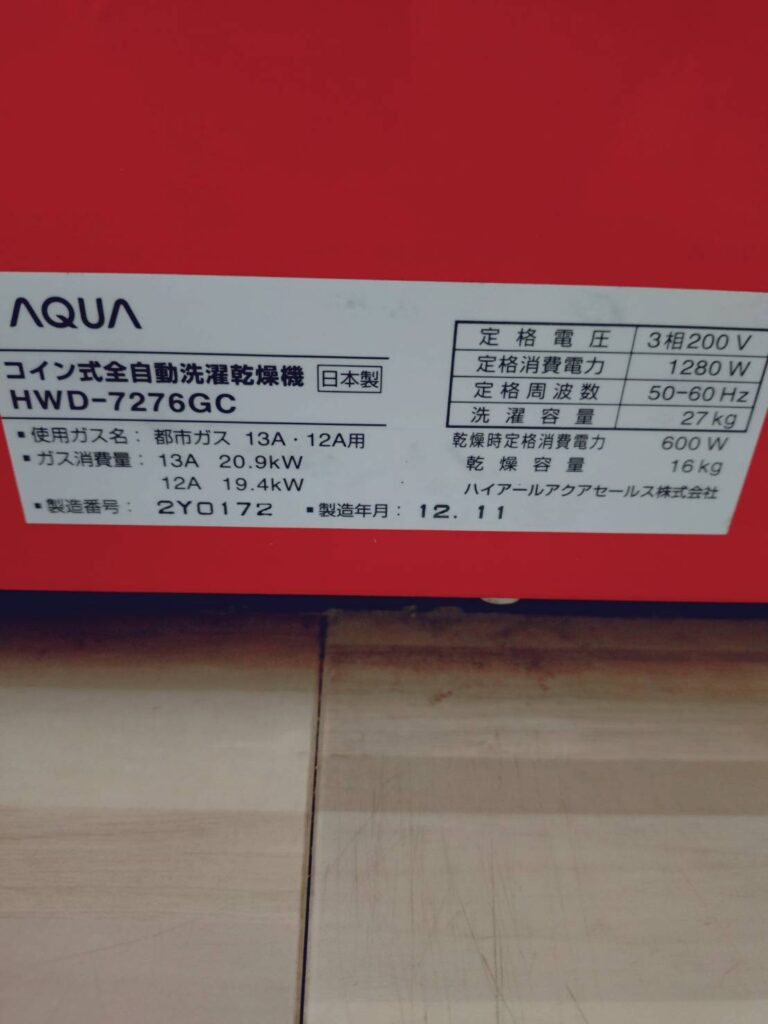 AQUA
コイン式全自動洗濯乾燥機 日本製
HWD-7276GC
▪使用ガス名： 都市ガス 13A・12A用
▪ガス消費量： 13A 20.9kW
12A 19.4kW
▪製造番号： 2Y0172 ▪製造年月： 12.11
定格電圧 3相200V
定格消費電力 1280W
定格周波数 50-60Hz
洗濯容量 27kg
乾燥時定格消費電力 600W
乾燥容量 16kg
ハイアールアクアセールス株式会社